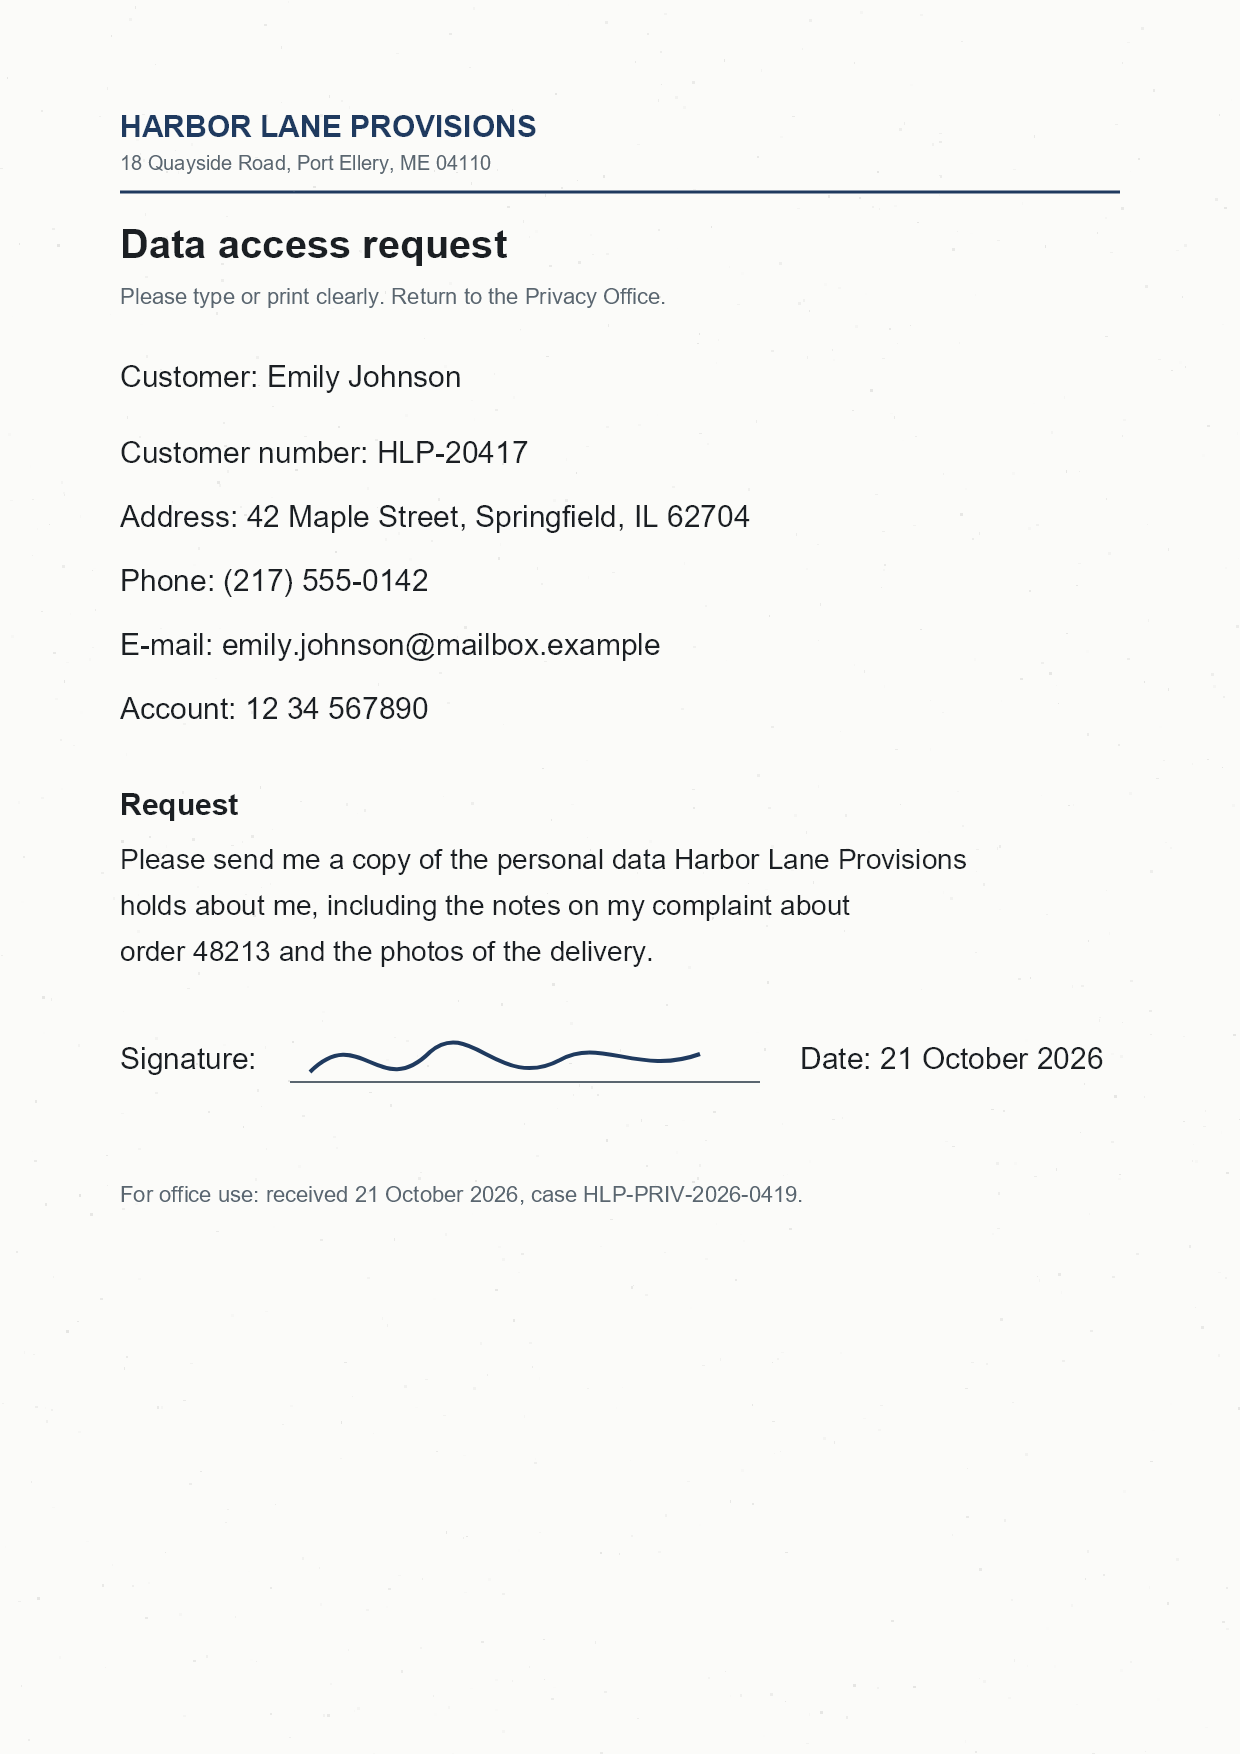 HARBOR LANE PROVISIONS
18 Quayside Road, Port Ellery, ME 04110
Data access request
Please type or print clearly. Return to the Privacy Office.
Customer: Emily Johnson
Customer number: HLP-20417
Address: 42 Maple Street, Springfield, IL 62704
Phone: (217) 555-0142
E-mail: emily.johnson@mailbox.example
Account: 12 34 567890
Request
Please send me a copy of the personal data Harbor Lane Provisions
holds about me, including the notes on my complaint about
order 48213 and the photos of the delivery.
Signature: Date: 21 October 2026
For office use: received 21 October 2026, case HLP-PRIV-2026-0419.